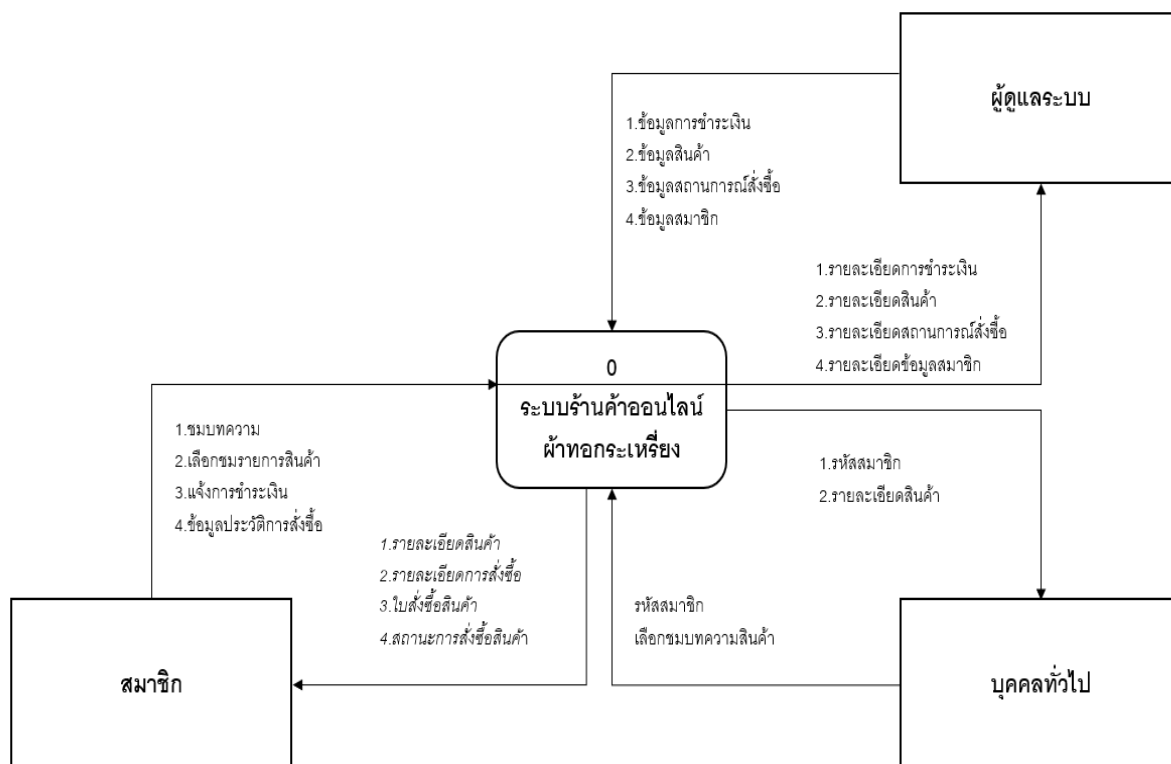 ผู้ดูแลระบบ
1.ข้อมูลการชำระเงิน
2.ข้อมูลสินค้า
3.ข้อมูลสถานการณ์สั่งซื้อ
4.ข้อมูลสมาชิก
1.รายละเอียดการชำระเงิน
2.รายละเอียดสินค้า
3.รายละเอียดสถานการณ์สั่งซื้อ
4.รายละเอียดข้อมูลสมาชิก
0
ระบบร้านค้าออนไลน์
ผ้าทอกระเหรี่ยง
1.ชมบทความ
2.เลือกชมรายการสินค้า
3.แจ้งการชำระเงิน
4.ข้อมูลประวัติการสั่งซื้อ
1.รายละเอียดสินค้า
2.รายละเอียดการสั่งซื้อ
3.ใบสั่งซื้อสินค้า
4.สถานะการสั่งซื้อสินค้า
1.รหัสสมาชิก
2.รายละเอียดสินค้า
รหัสสมาชิก
เลือกชมบทความสินค้า
สมาชิก
บุคคลทั่วไป